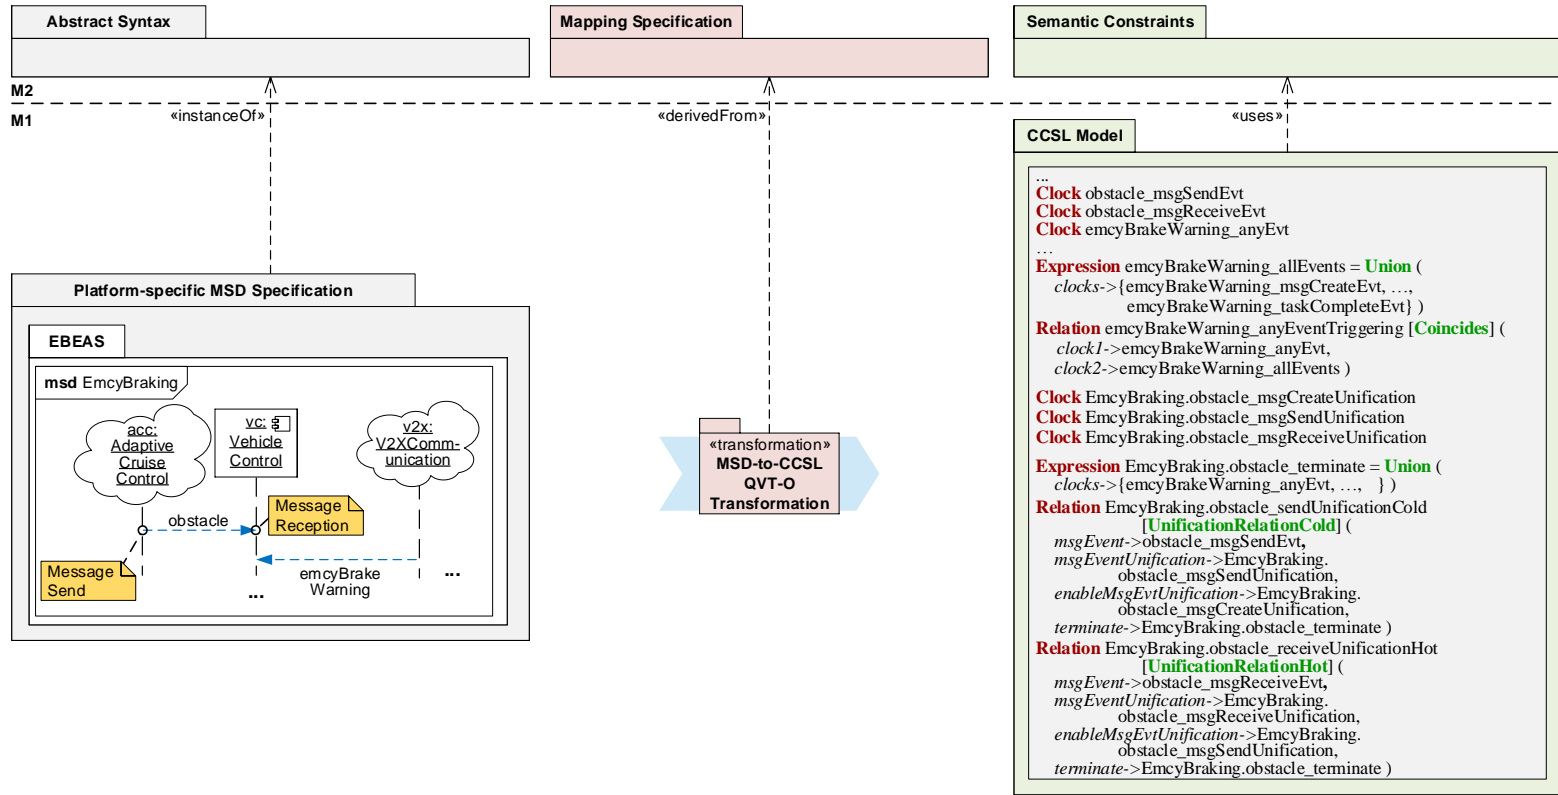 Abstract Syntax
Mapping Specification
Semantic Constraints
M2
M1
«instanceOf»
«derivedFrom»
«uses»
Platform-specific MSD Specification
EBEAS
msd EmcyBraking
acc:
Adaptive
Cruise
Control
vc:
Vehicle
Control
v2x:
V2XComm-
unication
obstacle
Message
Reception
Message
Send
emcyBrake
Warning
...
...
«transformation»
MSD-to-CCSL
QVT-O
Transformation
CCSL Model
...
Clock obstacle_msgSendEvt
Clock obstacle_msgReceiveEvt
Clock emcyBrakeWarning_anyEvt
...
Expression emcyBrakeWarning_allEvents = Union (
clocks->{emcyBrakeWarning_msgCreateEvt, …,
emcyBrakeWarning_taskCompleteEvt} )
Relation emcyBrakeWarning_anyEventTriggering [Coincides] (
clock1->emcyBrakeWarning_anyEvt,
clock2->emcyBrakeWarning_allEvents )
Clock EmcyBraking.obstacle_msgCreateUnification
Clock EmcyBraking.obstacle_msgSendUnification
Clock EmcyBraking.obstacle_msgReceiveUnification
Expression EmcyBraking.obstacle_terminate = Union (
clocks->{emcyBrakeWarning_anyEvt, …, } )
Relation EmcyBraking.obstacle_sendUnificationCold
[UnificationRelationCold] (
msgEvent->obstacle_msgSendEvt,
msgEventUnification->EmcyBraking.
obstacle_msgSendUnification,
enableMsgEvtUnification->EmcyBraking.
obstacle_msgCreateUnification,
terminate->EmcyBraking.obstacle_terminate )
Relation EmcyBraking.obstacle_receiveUnificationHot
[UnificationRelationHot] (
msgEvent->obstacle_msgReceiveEvt,
msgEventUnification->EmcyBraking.
obstacle_msgReceiveUnification,
enableMsgEvtUnification->EmcyBraking.
obstacle_msgSendUnification,
terminate->EmcyBraking.obstacle_terminate )